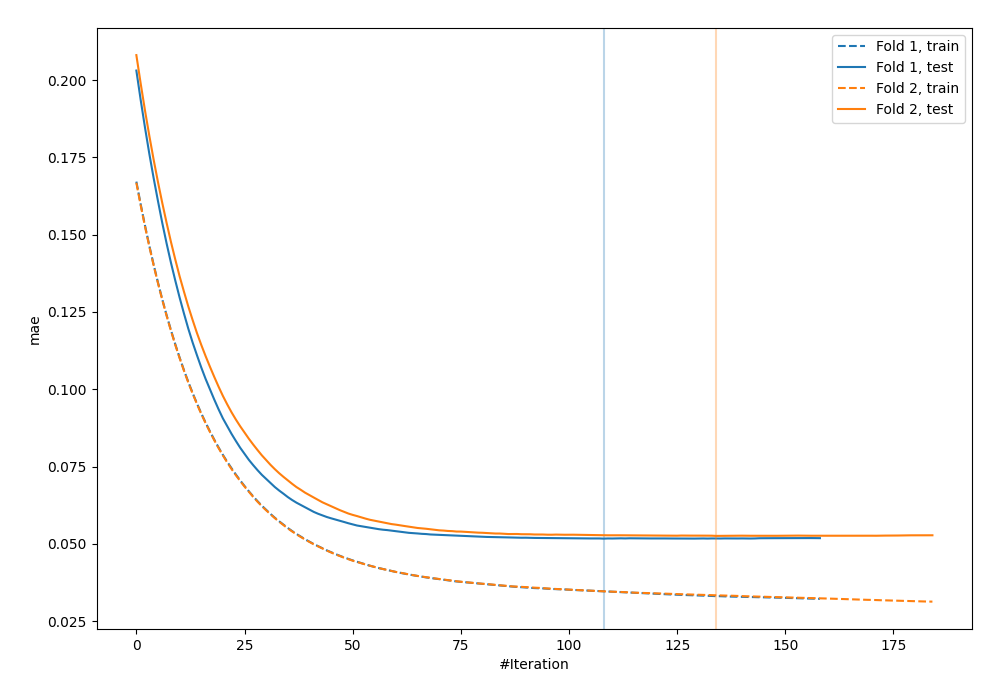 Fold 1, train
Fold 1, test
Fold 2, train
Fold 2, test
0.200
0.175
0.150
0.125
0.100
0.075
0.050
0.025
mae
0 25 50 75 100 125 150 175
#Iteration